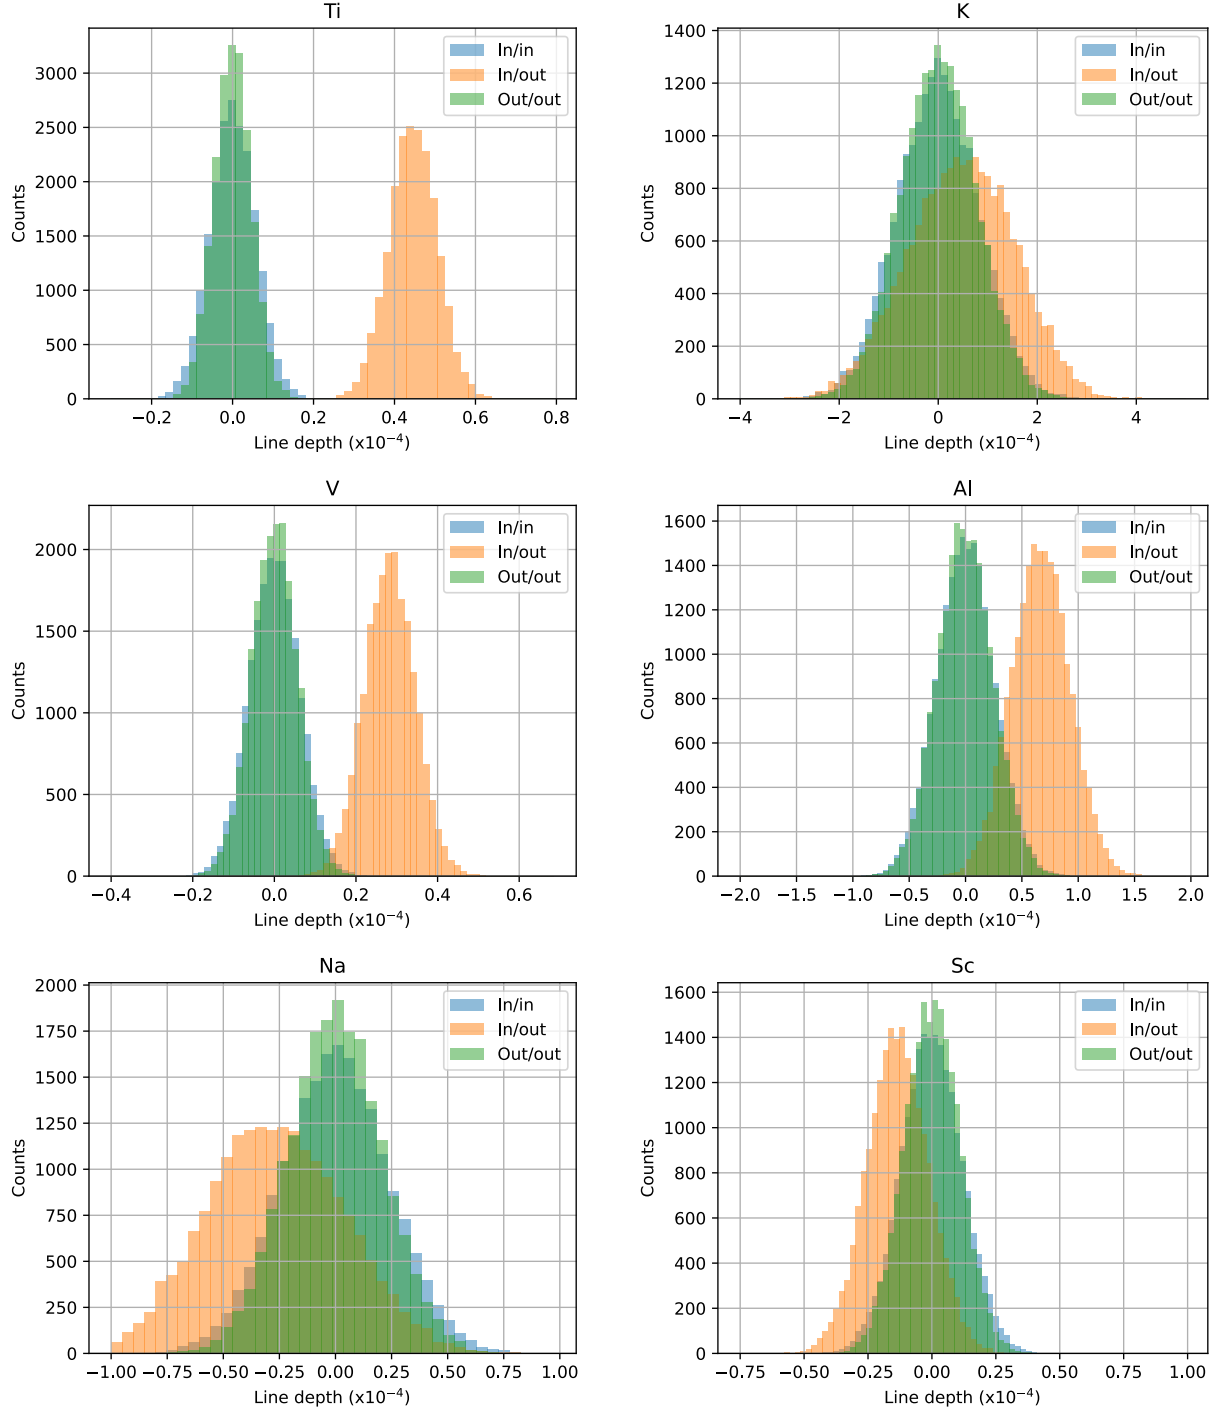 Ti
Counts
3000
2500
2000
1500
1000
500
0
−0.2 0.0 0.2 0.4 0.6 0.8
Line depth (x10−4)
In/in
In/out
Out/out
K
Counts
1400
1200
1000
800
600
400
200
0
−4 −2 0 2 4
Line depth (x10−4)
In/in
In/out
Out/out
V
Counts
2000
1500
1000
500
0
−0.4 −0.2 0.0 0.2 0.4 0.6
Line depth (x10−4)
In/in
In/out
Out/out
Al
Counts
1600
1400
1200
1000
800
600
400
200
0
−2.0 −1.5 −1.0 −0.5 0.0 0.5 1.0 1.5 2.0
Line depth (x10−4)
In/in
In/out
Out/out
Na
Counts
2000
1750
1500
1250
1000
750
500
250
0
−1.00 −0.75 −0.50 −0.25 0.00 0.25 0.50 0.75 1.00
Line depth (x10−4)
In/in
In/out
Out/out
Sc
Counts
1600
1400
1200
1000
800
600
400
200
0
−0.75 −0.50 −0.25 0.00 0.25 0.50 0.75 1.00
Line depth (x10−4)
In/in
In/out
Out/out